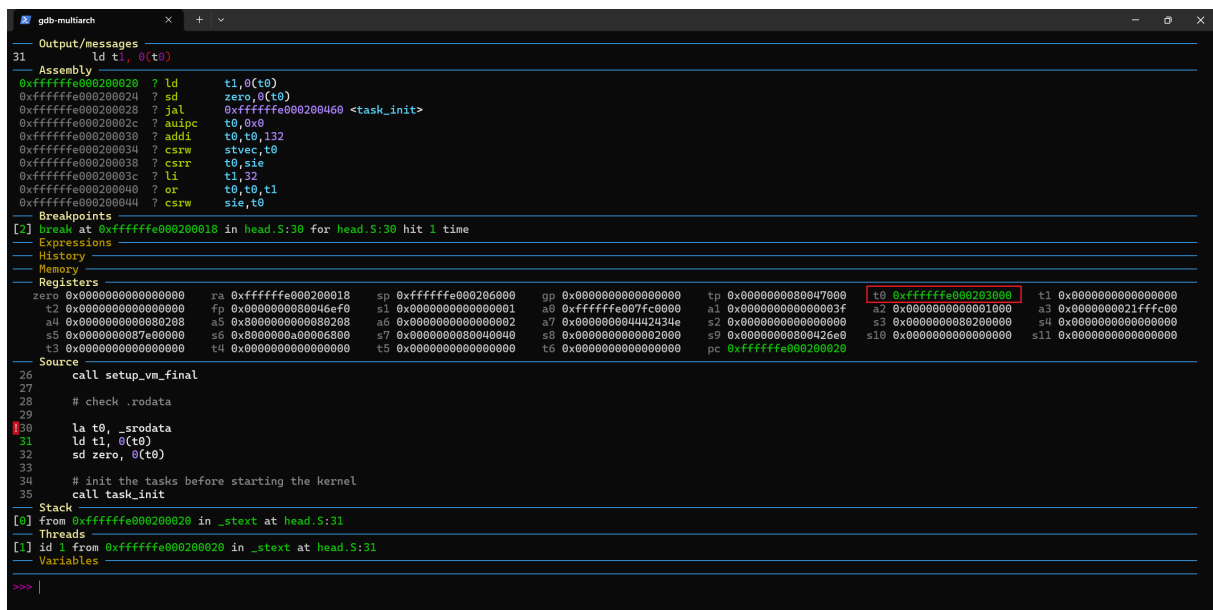 gdb-multiarch
Output/messages
31 ld t1, 0(t0)
Assembly
0xffffffe000200020 ? ld t1,0(t0)
0xffffffe000200024 ? sd zero,0(t0)
0xffffffe000200028 ? jal 0xffffffe000200460 <task_init>
0xffffffe00020002c ? auipc t0,0x0
0xffffffe000200030 ? addi t0,t0,132
0xffffffe000200034 ? csrw stvec,t0
0xffffffe000200038 ? csrr t0,sie
0xffffffe00020003c ? li t1,32
0xffffffe000200040 ? or t0,t0,t1
0xffffffe000200044 ? csrw sie,t0
Breakpoints
[2] break at 0xffffffe000200018 in head.S:30 for head.S:30 hit 1 time
Expressions
History
Memory
Registers
zero 0x0000000000000000 ra 0xffffffe000200018 sp 0xffffffe000206000 gp 0x0000000000000000 tp 0x0000000080047000 t0 0xffffffe000203000 t1 0x0000000000000000
t2 0x0000000000000000 fp 0x0000000080046ef0 s1 0x0000000000000001 a0 0xffffffe007fc0000 a1 0x000000000000003f a2 0x0000000000001000 a3 0x0000000021fffc00
a4 0x0000000000080208 a5 0x8000000000080208 a6 0x0000000000000002 a7 0x000000004442434e s2 0x0000000000000000 s3 0x0000000080200000 s4 0x0000000000000000
s5 0x0000000087e00000 s6 0x8000000a00006800 s7 0x0000000080040040 s8 0x0000000000002000 s9 0x00000000800426e0 s10 0x0000000000000000 s11 0x0000000000000000
t3 0x0000000000000000 t4 0x0000000000000000 t5 0x0000000000000000 t6 0x0000000000000000 pc 0xffffffe000200020
Source
26 call setup_vm_final
27
28 # check .rodata
29
!30 la t0, _srodata
31 ld t1, 0(t0)
32 sd zero, 0(t0)
33
34 # init the tasks before starting the kernel
35 call task_init
Stack
[0] from 0xffffffe000200020 in _stext at head.S:31
Threads
[1] id 1 from 0xffffffe000200020 in _stext at head.S:31
Variables
>>>